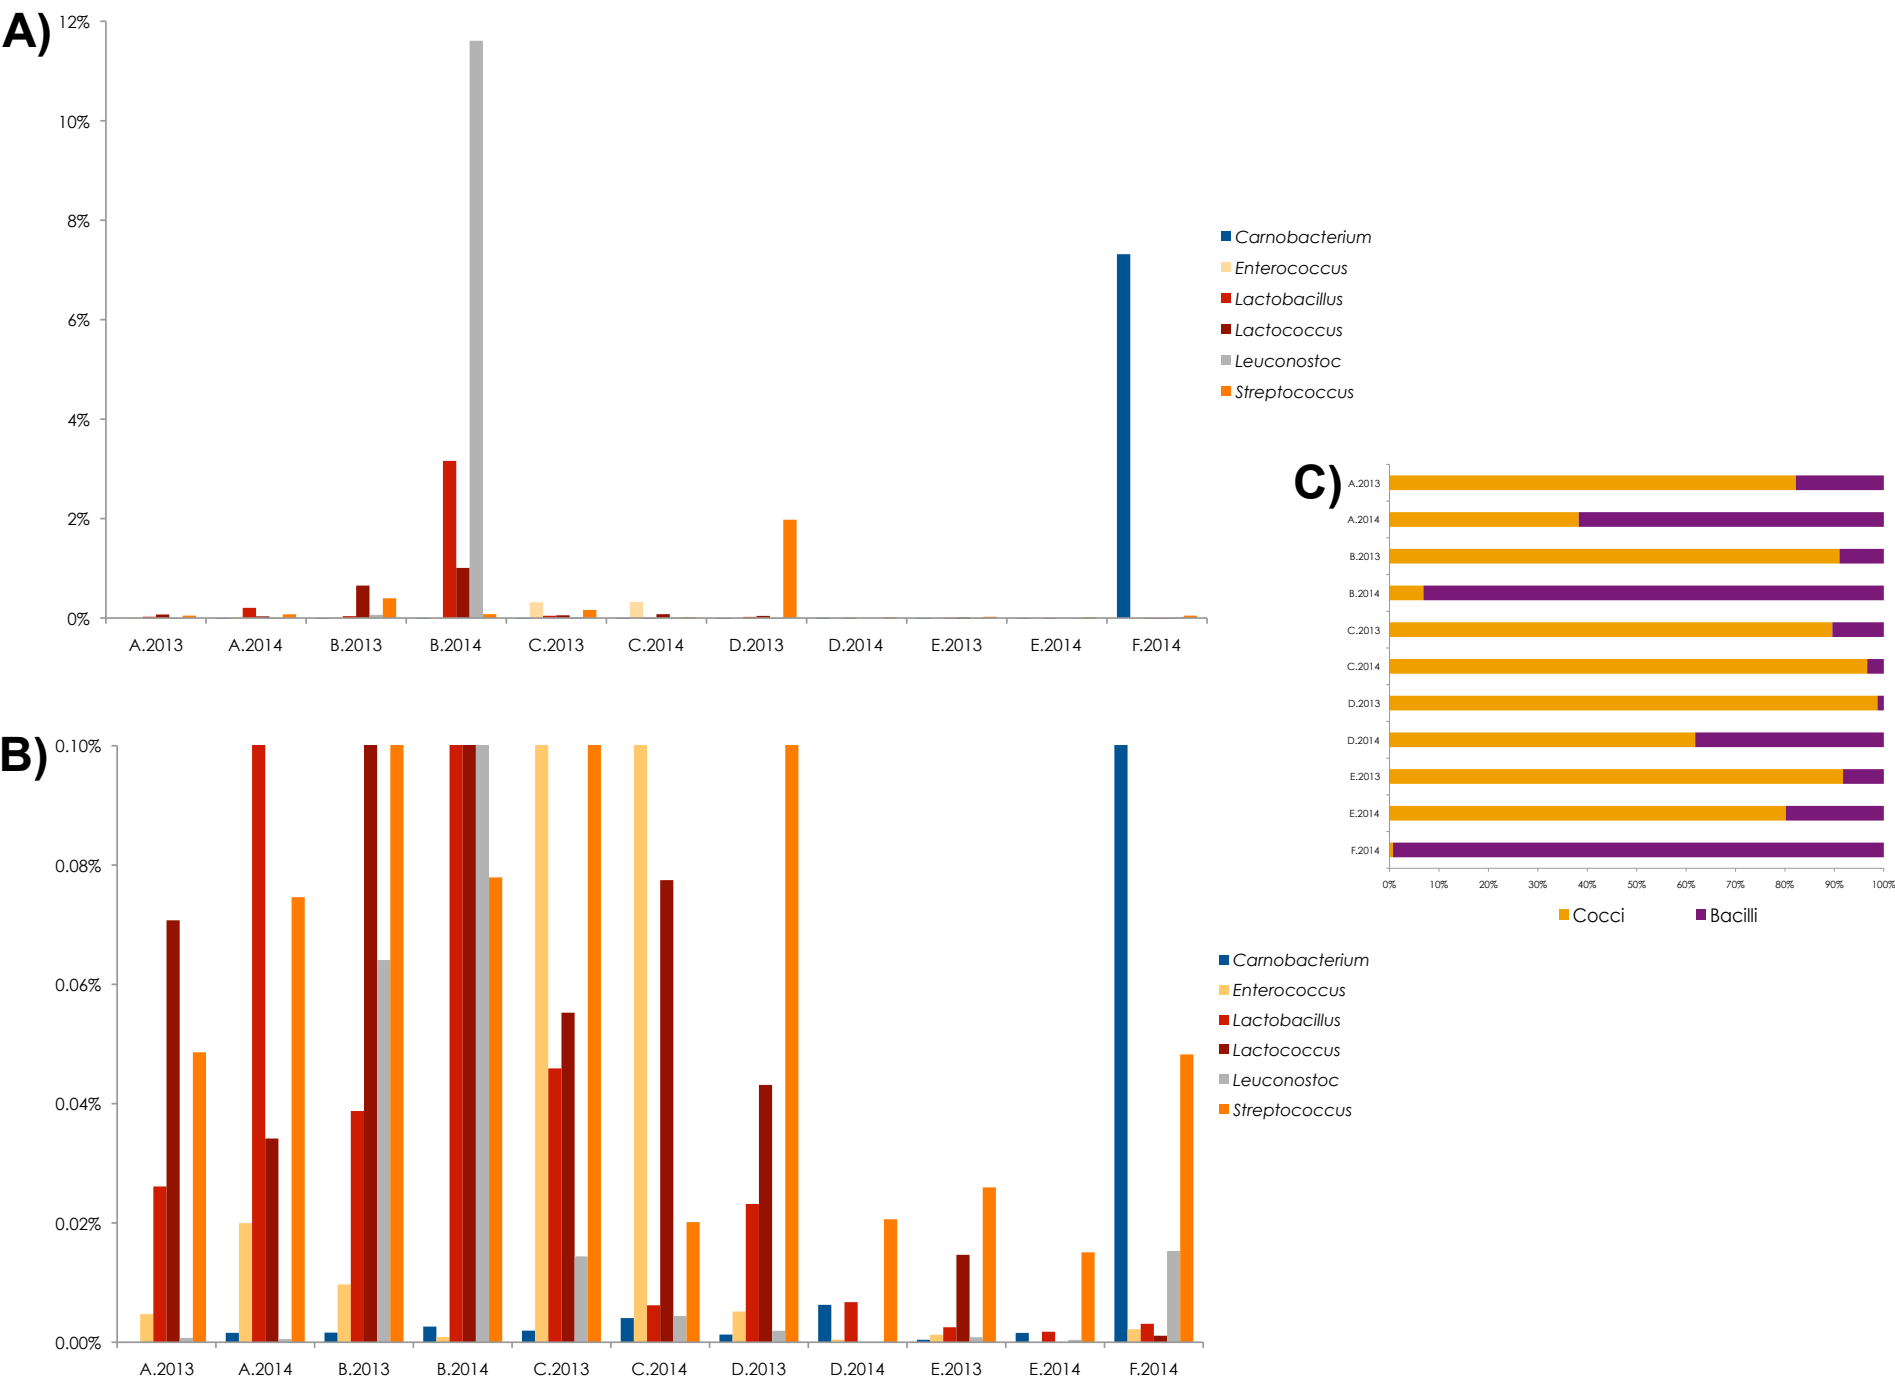 A)
12%
10%
8%
6%
4%
2%
0%
A.2013 A.2014 B.2013 B.2014 C.2013 C.2014 D.2013 D.2014 E.2013 E.2014 F.2014
Carnobacterium
Enterococcus
Lactobacillus
Lactococcus
Leuconostoc
Streptococcus
B)
0.10%
0.08%
0.06%
0.04%
0.02%
0.00%
A.2013 A.2014 B.2013 B.2014 C.2013 C.2014 D.2013 D.2014 E.2013 E.2014 F.2014
Carnobacterium
Enterococcus
Lactobacillus
Lactococcus
Leuconostoc
Streptococcus
C)
A.2013
A.2014
B.2013
B.2014
C.2013
C.2014
D.2013
D.2014
E.2013
E.2014
F.2014
0% 10% 20% 30% 40% 50% 60% 70% 80% 90% 100%
Cocci Bacilli